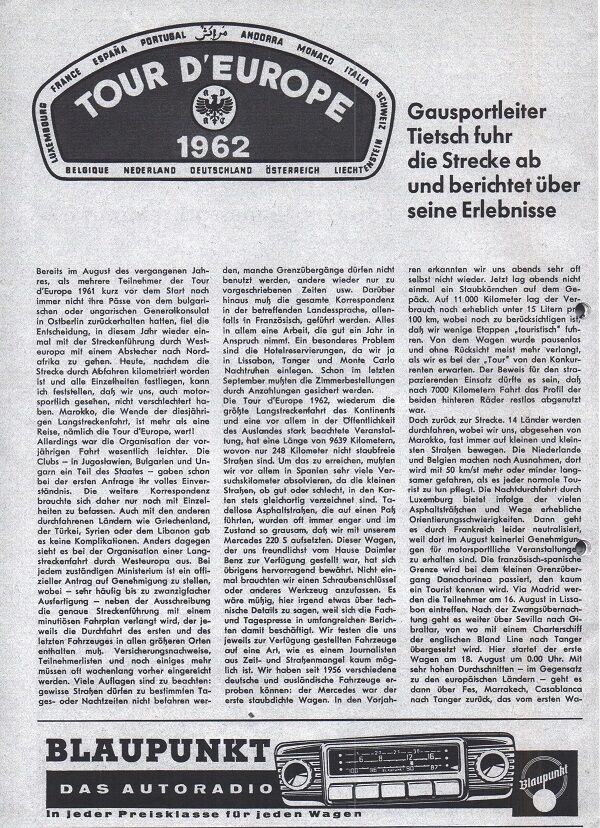 LUXEMBOURG FRANCE ESPAÑA PORTUGAL مراكش ANDORRA MONACO ITALIA SCHWEIZ
TOUR D'EUROPE
1962
BELGIQUE NEDERLAND DEUTSCHLAND ÖSTERREICH LIECHTENSTEIN
Gausportleiter
Tietsch fuhr
die Strecke ab
und berichtet über
seine Erlebnisse
Bereits im August des vergangenen Jah-
res, als mehrere Teilnehmer der Tour
d'Europe 1961 kurz vor dem Start noch
immer nicht ihre Pässe von dem bulgari-
schen oder ungarischen Generalkonsulat
in Ostberlin zurückerhalten hatten, fiel die
Entscheidung, in diesem Jahr wieder ein-
mal mit der Streckenführung durch West-
europa mit einem Abstecher nach Nord-
afrika zu gehen. Heute, nachdem die
Strecke durch Abfahren kilometriert worden
ist und alle Einzelheiten festliegen, kann
ich feststellen, daß wir uns, auch motor-
sportlich gesehen, nicht verschlechtert ha-
ben. Marokko, die Wende der diesjähri-
gen Langstreckenfahrt, ist mehr als eine
Reise, nämlich die Tour d'Europe, wert!
Allerdings war die Organisation der vor-
jährigen Fahrt wesentlich leichter. Die
Clubs – in Jugoslawien, Bulgarien und Un-
garn ein Teil des Staates – gaben schon
bei der ersten Anfrage ihr volles Einver-
ständnis. Die weitere Korrespondenz
brauchte sich daher nur noch mit Einzel-
heiten zu befassen. Auch mit den anderen
durchfahrenen Ländern wie Griechenland,
der Türkei, Syrien oder dem Libanon gab
es keine Komplikationen. Anders dagegen
sieht es bei der Organisation einer Lang-
streckenfahrt durch Westeuropa aus. Bei
jedem zuständigen Ministerium ist ein offi-
zieller Antrag auf Genehmigung zu stellen,
wobei – sehr häufig bis zu zwanzigfacher
Ausfertigung – neben der Ausschreibung
die genaue Streckenführung mit einem
minutiösen Fahrplan verlangt wird, der je-
weils die Durchfahrt des ersten und des
letzten Fahrzeuges in allen größeren Orten
enthalten muß. Versicherungsnachweise,
Teilnehmerlisten und noch einiges mehr
müssen oft wochenlang vorher eingereicht
werden. Viele Auflagen sind zu beachten:
gewisse Straßen dürfen zu bestimmten Ta-
ges- oder Nachtzeiten nicht befahren wer-
den, manche Grenzübergänge dürfen nicht
benutzt werden, andere wieder nur zu
vorgeschriebenen Zeiten usw. Darüber
hinaus muß die gesamte Korrespondenz
in der betreffenden Landessprache, allen-
falls in Französisch, geführt werden. Alles
in allem eine Arbeit, die gut ein Jahr in
Anspruch nimmt. Ein besonderes Problem
sind die Hotelreservierungen, da wir ja
in Lissabon, Tanger und Monte Carlo
Nachtruhen einlegen. Schon im letzten
September mußten die Zimmerbestellungen
durch Anzahlungen gesichert werden.
Die Tour d'Europe 1962, wiederum die
größte Langstreckenfahrt des Kontinents
und eine vor allem in der Öffentlichkeit
des Auslandes stark beachtete Veranstal-
tung, hat eine Länge von 9639 Kilometern,
wovon nur 248 Kilometer nicht staubfreie
Straßen sind. Um das zu erreichen, mußten
wir vor allem in Spanien sehr viele Ver-
suchskilometer absolvieren, da die kleinen
Straßen, ob gut oder schlecht, in den Kar-
ten stets gleichartig verzeichnet sind. Ta-
dellose Asphaltstraßen, die auf einen Paß
führten, wurden oft immer enger und im
Zustand so grausam, daß wir mit unserem
Mercedes 220 S aufsetzten. Dieser Wagen,
der uns freundlichst vom Hause Daimler
Benz zur Verfügung gestellt war, hat sich
übrigens hervorragend bewährt. Nicht ein-
mal brauchten wir einen Schraubenschlüssel
oder anderes Werkzeug anzufassen. Es
wäre müßig, hier irgend etwas über tech-
nische Details zu sagen, weil sich die Fach-
und Tagespresse in umfangreichen Berich-
ten damit beschäftigt. Wir testen die uns
jeweils zur Verfügung gestellten Fahrzeuge
auf eine Art, wie es einem Journalisten
aus Zeit- und Straßenmangel kaum mög-
lich ist. Wir haben seit 1956 verschiedene
deutsche und ausländische Fahrzeuge er-
proben können: der Mercedes war der
erste staubdichte Wagen. In den Vorjah-
ren erkannten wir uns abends sehr oft
selbst nicht wieder. Jetzt lag abends nicht
einmal ein Staubkörnchen auf dem Ge-
päck. Auf 11.000 Kilometer lag der Ver-
brauch noch erheblich unter 15 Litern pro
100 km, wobei noch zu berücksichtigen ist,
daß wir wenige Etappen „touristisch" fuh-
ren. Von dem Wagen wurde pausenlos
und ohne Rücksicht meist mehr verlangt,
als wir es bei der „Tour" von den Konkur-
renten erwarten. Der Beweis für den stra-
pazierenden Einsatz dürfte es sein, daß
nach 7000 Kilometern Fahrt das Profil der
beiden hinteren Räder restlos abgenutzt
war.
Doch zurück zur Strecke. 14 Länder werden
durchfahren, wobei wir uns, abgesehen von
Marokko, fast immer auf kleinen und klein-
sten Straßen bewegen. Die Niederlande
und Belgien machen noch Ausnahmen, dort
wird mit 50 km/st mehr oder minder lang-
samer gefahren, als es jeder normale Tou-
rist zu tun pflegt. Die Nachtdurchfahrt durch
Luxemburg bietet infolge der vielen
Asphaltsträßchen und Wege erhebliche
Orientierungsschwierigkeiten. Dann geht
es durch Frankreich leider neutralisiert,
weil dort im August keinerlei Genehmigun-
gen für motorsportliche Veranstaltungen
zu erhalten sind. Die französisch-spanische
Grenze wird bei dem kleinen Grenzüber-
gang Danacharinea passiert, den kaum
ein Tourist kennen wird. Via Madrid wer-
den die Teilnehmer am 16. August in Lissa-
bon eintreffen. Nach der Zwangsübernach-
tung geht es weiter über Sevilla nach Gi-
braltar, von wo mit einem Charterschiff
der englischen Bland Line nach Tanger
übergesetzt wird. Hier startet der erste
Wagen am 18. August um 0.00 Uhr. Mit
sehr hohen Durchschnitten – im Gegensatz
zu den europäischen Ländern – geht es
dann über Fes, Marrakech, Casablanca
nach Tanger zurück, das vom ersten Wa-
BLAUPUNKT
DAS AUTORADIO
in jeder Preisklasse für jeden Wagen
Blaupunkt